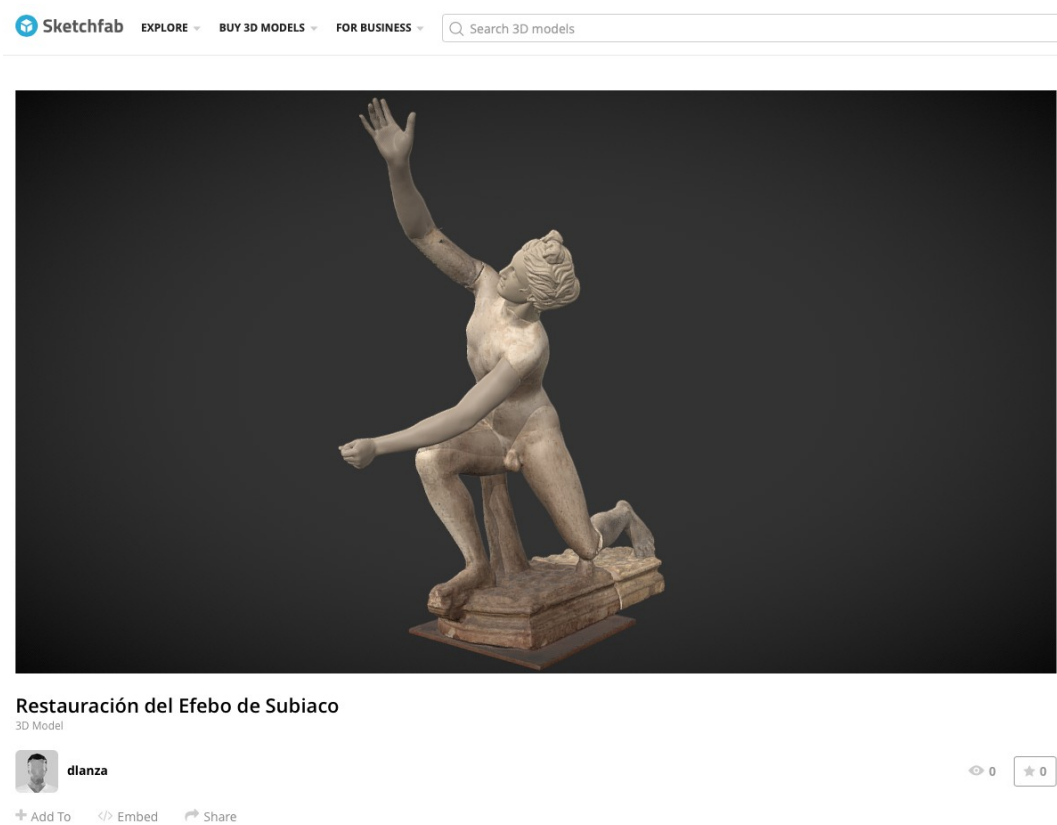 Sketchfab EXPLORE BUY 3D MODELS FOR BUSINESS Search 3D models
Restauración del Efebo de Subiaco
3D Model
dlanza 0 0
Add To Embed Share